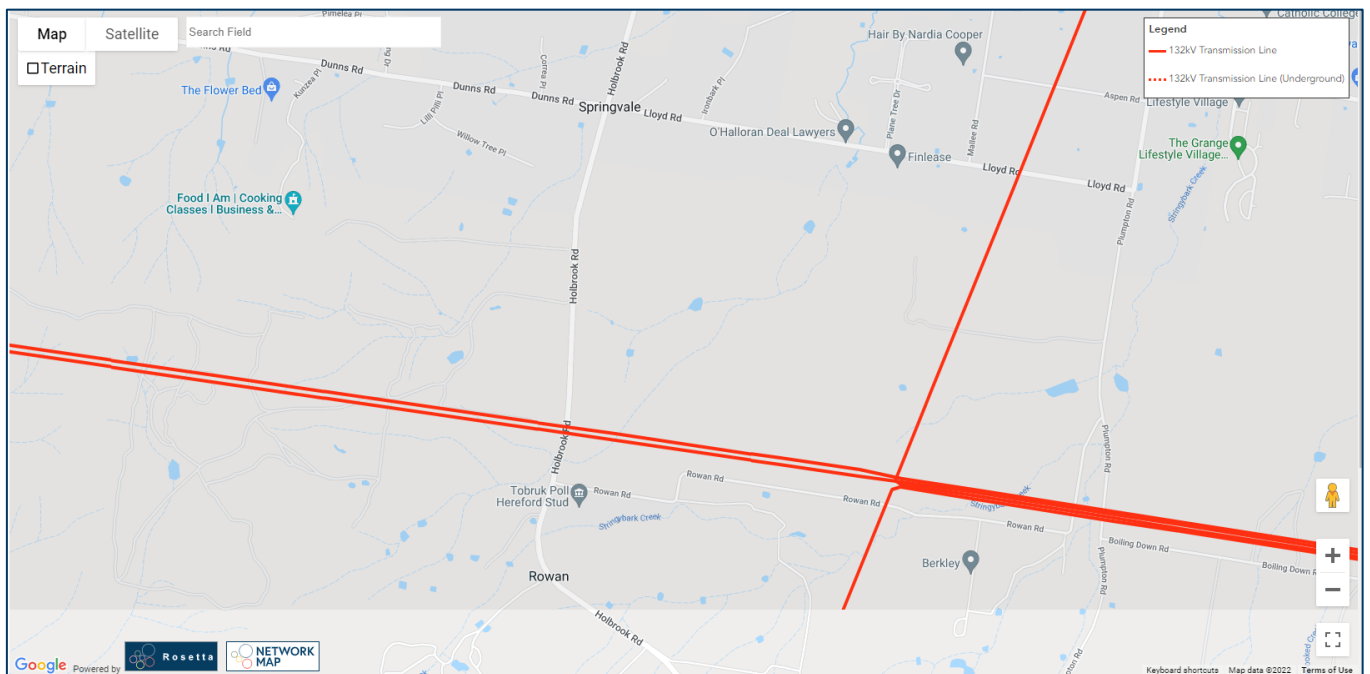 Map
Satellite
Search Field
Terrain
Legend
132kV Transmission Line
132kV Transmission Line (Underground)
Catholic College
Pimelea Pl
Dunns Rd
Hair By Nardia Cooper
Holbrook Rd
Correa Pl
Kunzea Pl
The Flower Bed
Dunns Rd
Dunns Rd
Springvale
Ironbark Pl
Lloyd Rd
Lilli Pilli Pl
Willow Tree Pl
O'Halloran Deal Lawyers
Plane Tree Dr
Mallee Rd
Aspen Rd
Lifestyle Village
Finlease
Lloyd Rd
Lloyd Rd
The Grange
Lifestyle Village...
Stringybark Creek
Plumpton Rd
Food I Am | Cooking
Classes | Business &...
Holbrook Rd
Holbrook Rd
Plumpton Rd
Tobruk Poll
Hereford Stud
Rowan Rd
Rowan Rd
Rowan Rd
Stringybark Creek
Rowan Rd
Boiling Down Rd
Boiling Down R
Plumpton Rd
Berkley
Rowan
Holbrook Rd
Google
Powered by
Rosetta
NETWORK
MAP
Keyboard shortcuts
Map data ©2022
Terms of Use